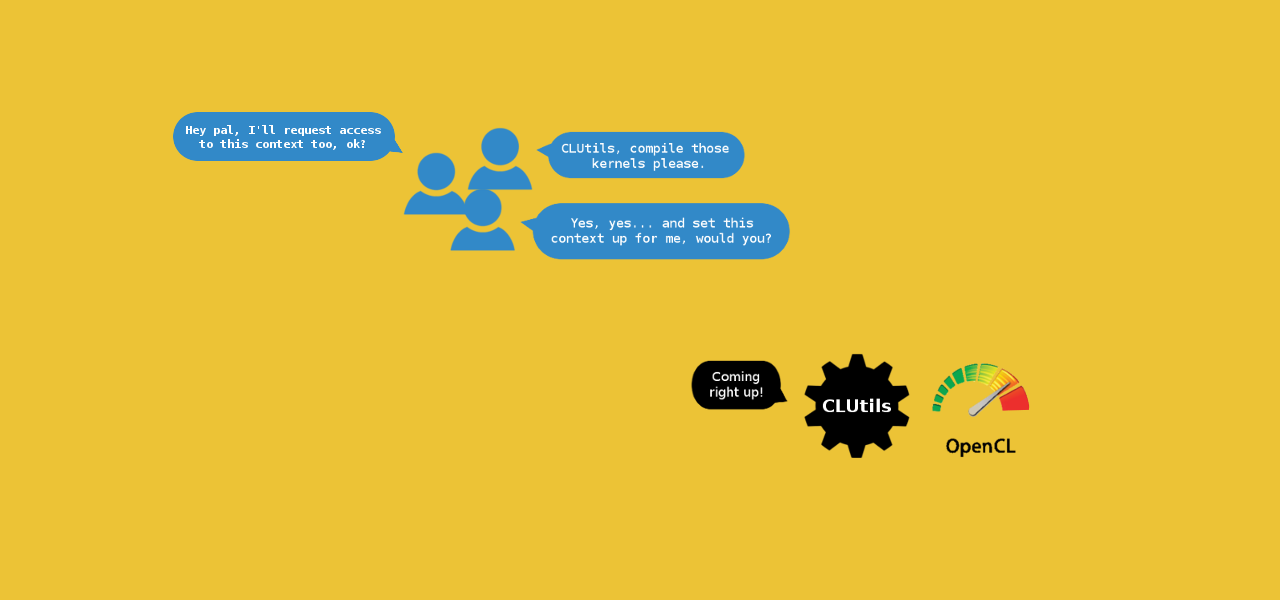 Hey pal, I'll request access
to this context too, ok?
CLUtils, compile those
kernels please.
Yes, yes... and set this
context up for me, would you?
Coming
right up!
CLUtils
OpenCL